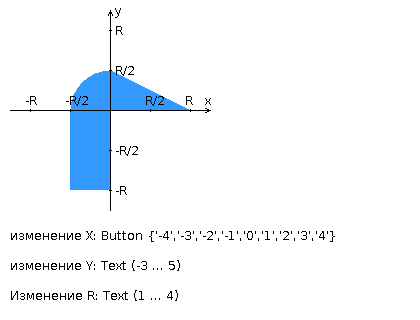 y
R
R/2
-R -R/2 R/2 R x
-R/2
-R
изменение X: Button {'-4','-3','-2','-1','0','1','2','3','4'}
изменение Y: Text (-3 ... 5)
Изменение R: Text (1 ... 4)